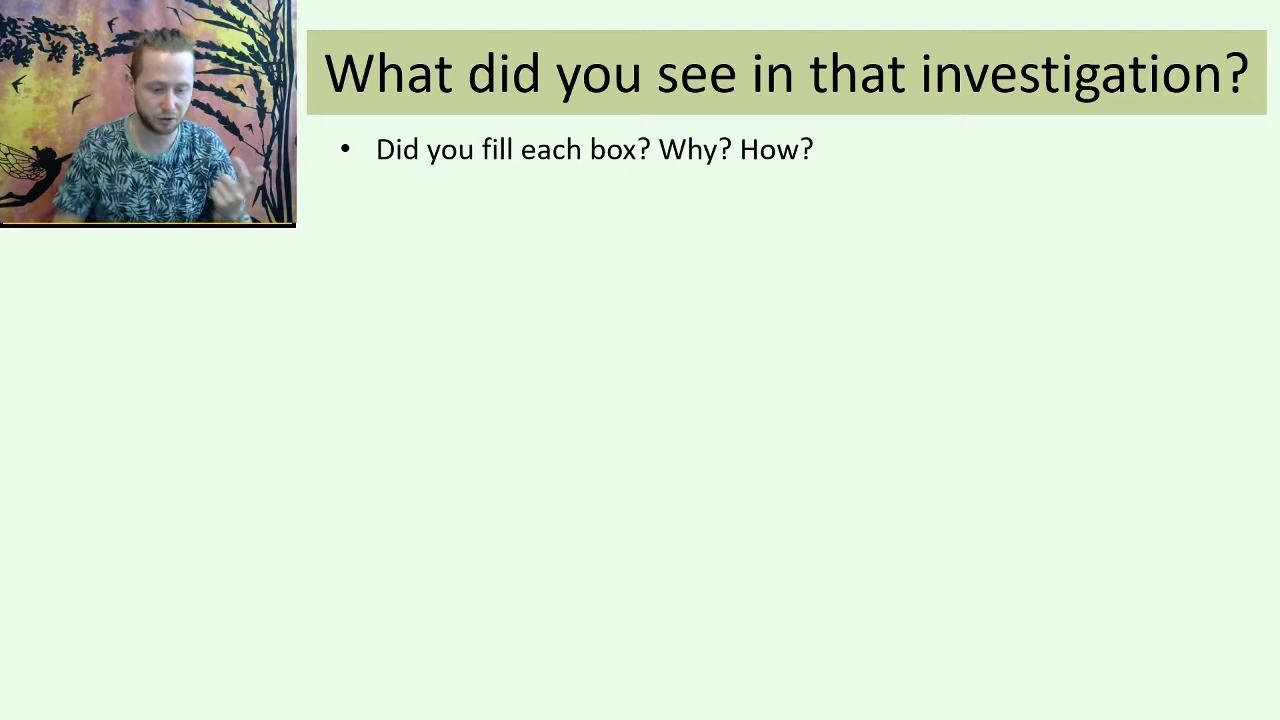 What did you see in that investigation?
• Did you fill each box? Why? How?